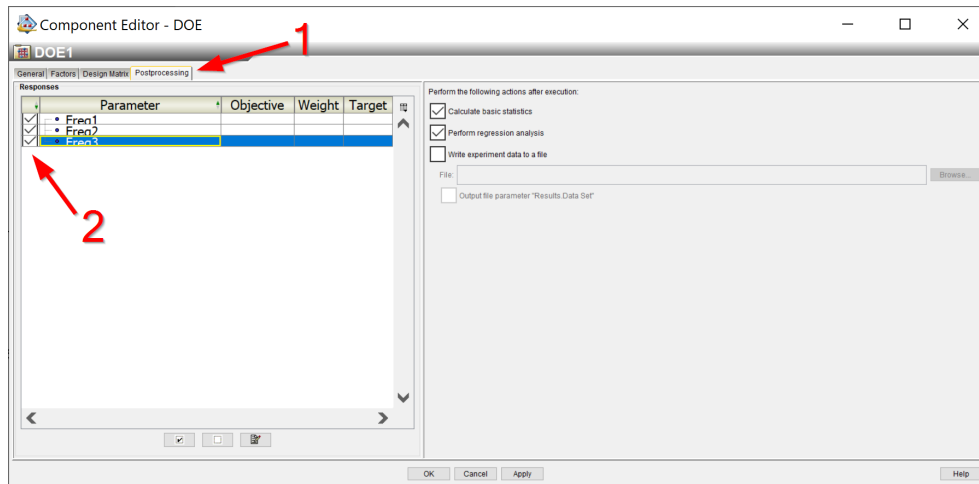 Component Editor - DOE
1
DOE1
General Factors Design Matrix Postprocessing
Responses
Parameter Objective Weight Target
Freq1
Freq2
Freq3
2
Perform the following actions after execution:
Calculate basic statistics
Perform regression analysis
Write experiment data to a file
File: Browse...
Output file parameter "Results Data Set"
OK Cancel Apply Help